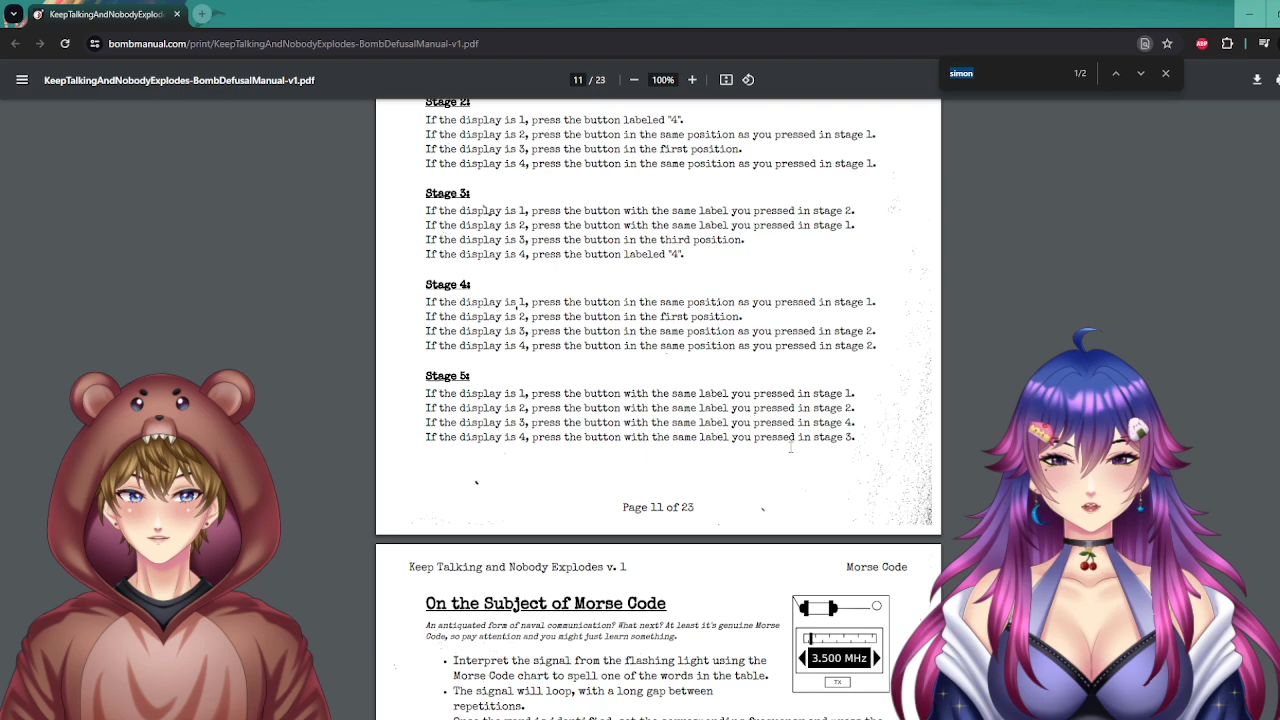 KeepTalkingAndNobodyExplode
bombmanual.com/print/KeepTalkingAndNobodyExplodes-BombDefusalManual-v1.pdf
ABP
simon
1/2
KeepTalkingAndNobodyExplodes-BombDefusalManual-v1.pdf
11 / 23
100%
Stage 2:
If the display is 1, press the button labeled "4".
If the display is 2, press the button in the same position as you pressed in stage 1.
If the display is 3, press the button in the first position.
If the display is 4, press the button in the same position as you pressed in stage 1.
Stage 3:
If the display is 1, press the button with the same label you pressed in stage 2.
If the display is 2, press the button with the same label you pressed in stage 1.
If the display is 3, press the button in the third position.
If the display is 4, press the button labeled "4".
Stage 4:
If the display is 1, press the button in the same position as you pressed in stage 1.
If the display is 2, press the button in the first position.
If the display is 3, press the button in the same position as you pressed in stage 2.
If the display is 4, press the button in the same position as you pressed in stage 2.
Stage 5:
If the display is 1, press the button with the same label you pressed in stage 1.
If the display is 2, press the button with the same label you pressed in stage 2.
If the display is 3, press the button with the same label you pressed in stage 4.
If the display is 4, press the button with the same label you pressed in stage 3.
Page 11 of 23
Keep Talking and Nobody Explodes v. 1
Morse Code
On the Subject of Morse Code
An antiquated form of naval communication? What next? At least it's genuine Morse
Code, so pay attention and you might just learn something.
3.500 MHz
TX
• Interpret the signal from the flashing light using the
Morse Code chart to spell one of the words in the table.
• The signal will loop, with a long gap between
repetitions.